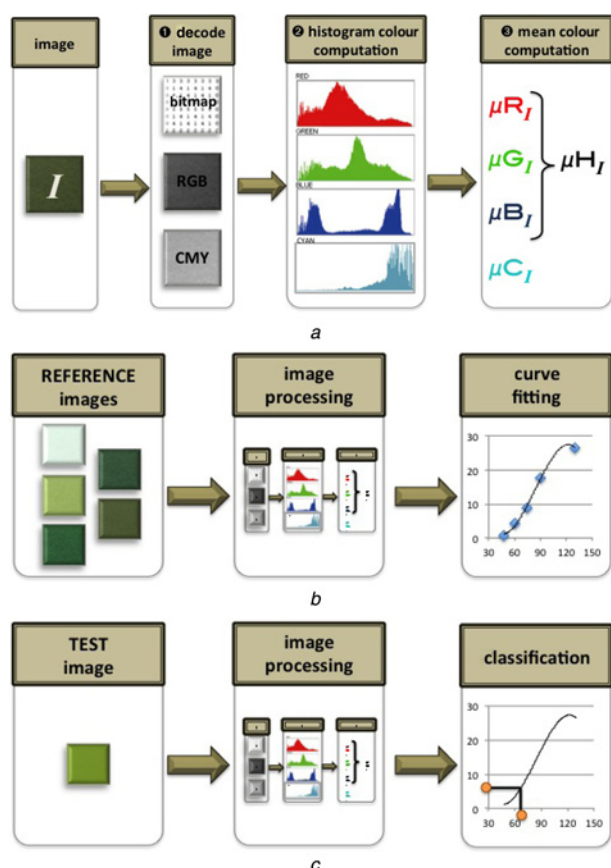 image
❶ decode
image
❷ histogram colour
computation
❸ mean colour
computation
I
bitmap
RGB
CMY
RED
GREEN
BLUE
CYAN
μR_I
μG_I
μB_I
μH_I
μC_I
a
REFERENCE
images
image
processing
curve
fitting
30
20
10
0
30 60 90 120 150
b
TEST
image
image
processing
classification
30
20
10
0
30 60 90 120 150
c